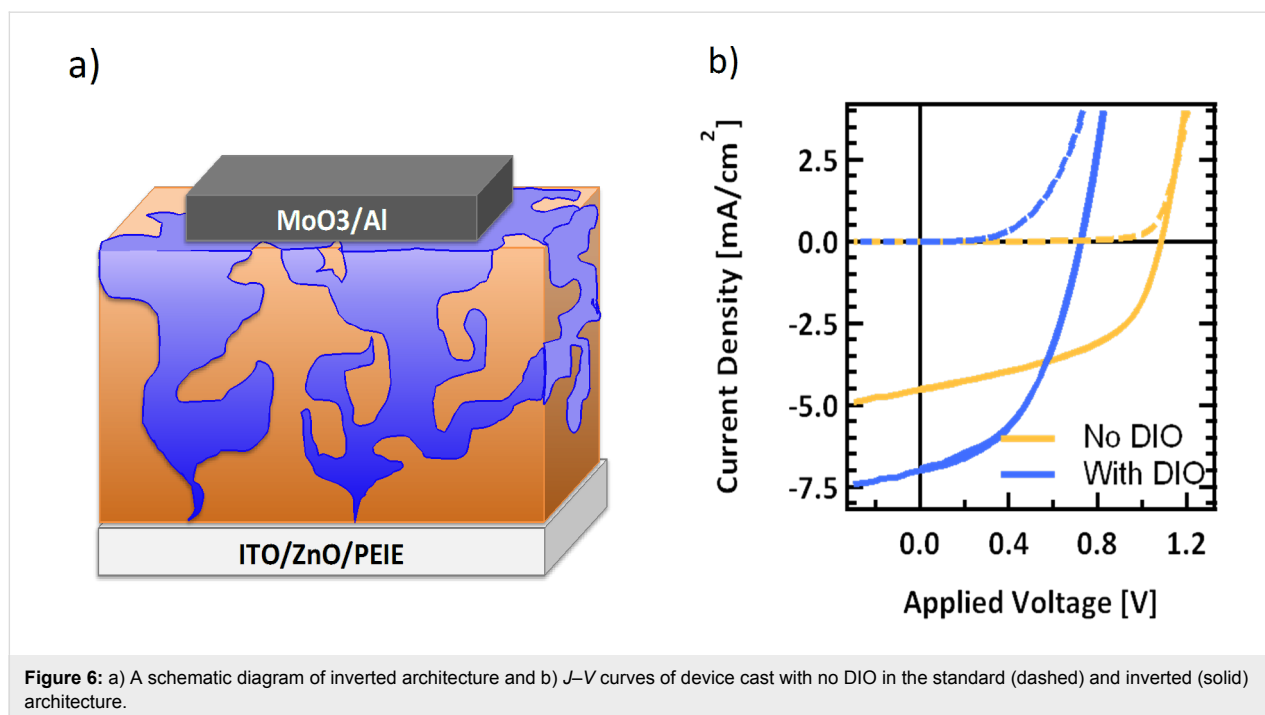 a)
MoO3/Al
ITO/ZnO/PEIE
b)
Current Density [mA/cm²]
2.5
0.0
-2.5
-5.0
-7.5
No DIO
With DIO
0.0 0.4 0.8 1.2
Applied Voltage [V]
Figure 6: a) A schematic diagram of inverted architecture and b) J–V curves of device cast with no DIO in the standard (dashed) and inverted (solid)
architecture.